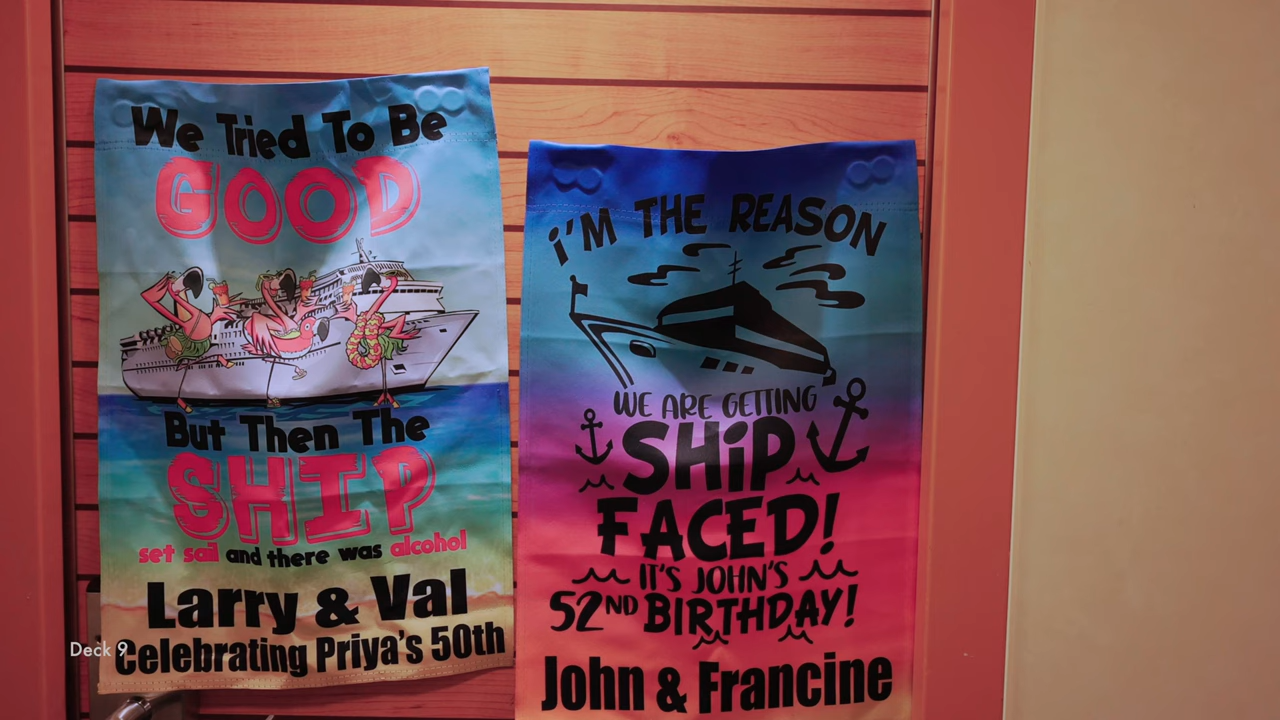 We Tried To Be
GOOD
But Then The
SHIP
set sail and there was alcohol
Larry & Val
Celebrating Priya's 50th
i'M THE REASON
WE ARE GETTING
SHiP
FACED!
IT'S JOHN'S
52ND BIRTHDAY!
John & Francine
Deck 9